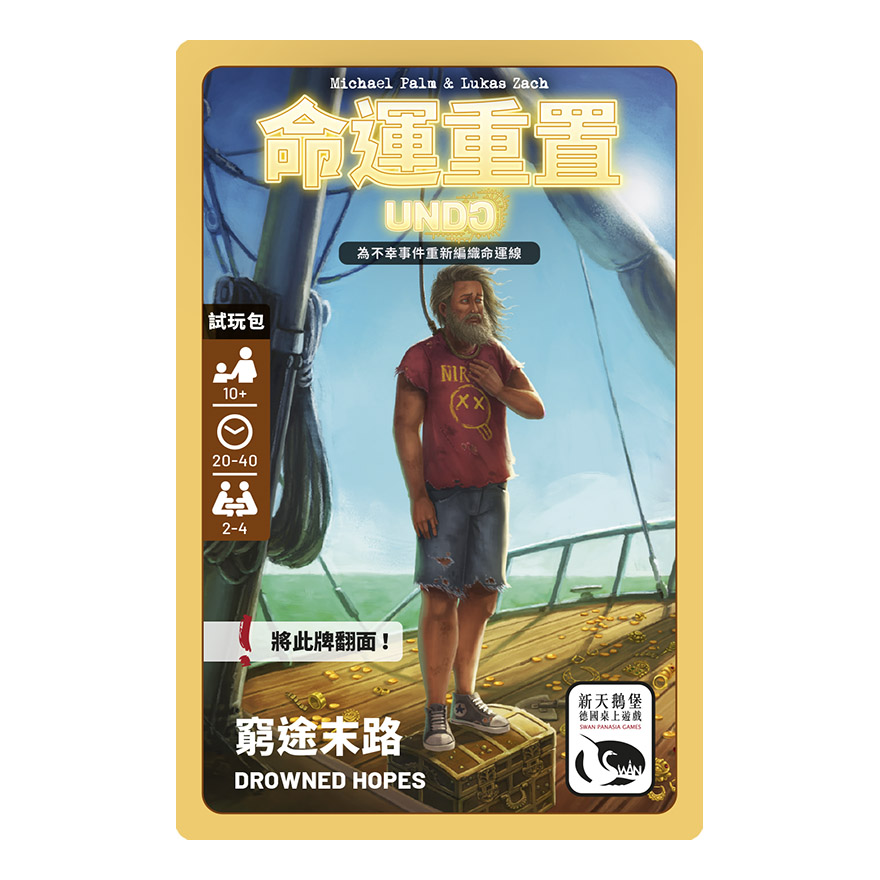 Michael Palm & Lukas Zach
命運重置
UNDO
為不幸事件重新編織命運線
試玩包
10+
20-40
2-4
NIR
xx
將此牌翻面！
窮途末路
DROWNED HOPES
新天鵝堡
德國桌上遊戲
SWAN PANASIA GAMES
SWAN